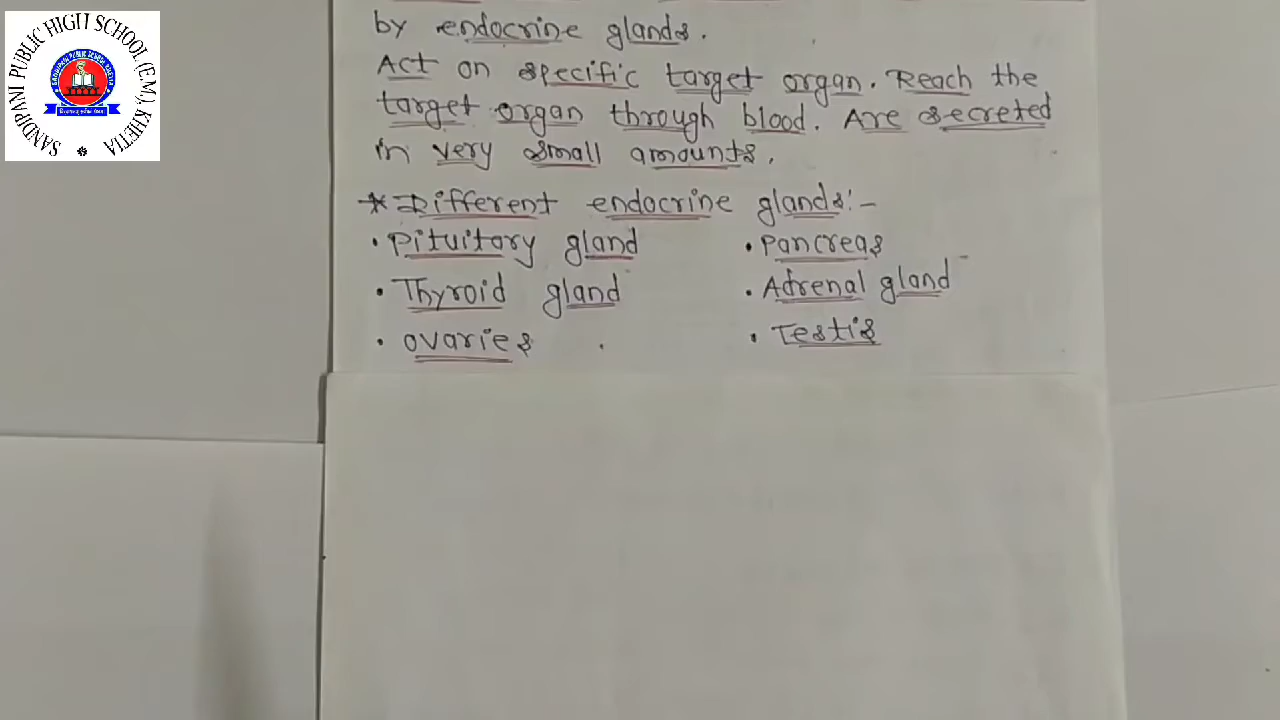 SANDIPANI PUBLIC HIGH SCHOOL (E.M.), KHETIA
by endocrine glands.
Act on specific target organ. Reach the
target organ through blood. Are secreted
in very small amounts.
* ⇒ Different endocrine glands:-
• Pituitary gland • Pancreas
• Thyroid gland • Adrenal gland
• Ovaries • Testis